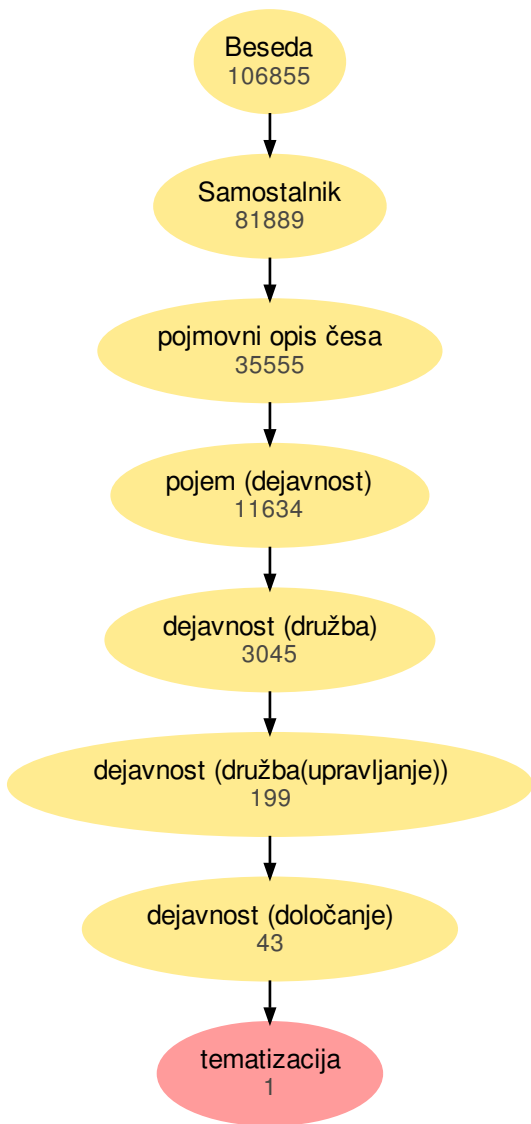 Beseda
106855
Samostalnik
81889
pojmovni opis česa
35555
pojem (dejavnost)
11634
dejavnost (družba)
3045
dejavnost (družba(upravljanje))
199
dejavnost (določanje)
43
tematizacija
1